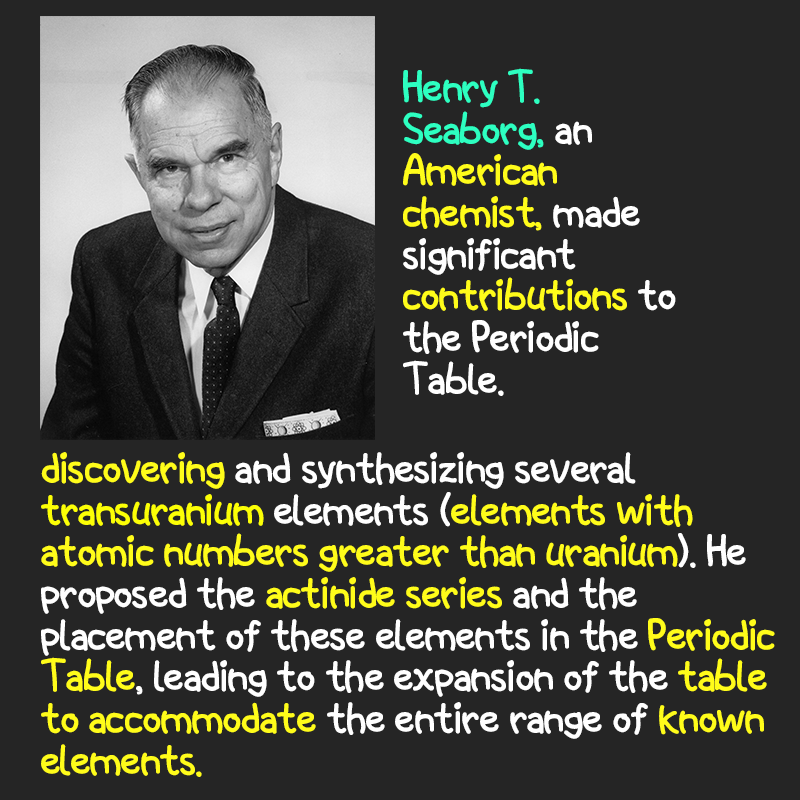 Henry T.
Seaborg, an
American
chemist, made
significant
contributions to
the Periodic
Table.
discovering and synthesizing several
transuranium elements (elements with
atomic numbers greater than uranium). He
proposed the actinide series and the
placement of these elements in the Periodic
Table, leading to the expansion of the table
to accommodate the entire range of known
elements.